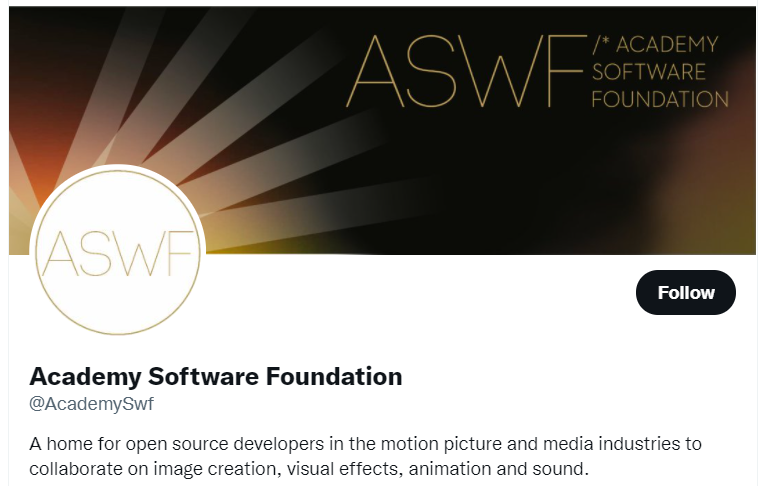 ASWF /* ACADEMY
SOFTWARE
FOUNDATION
ASWF
Follow
Academy Software Foundation
@AcademySwf
A home for open source developers in the motion picture and media industries to
collaborate on image creation, visual effects, animation and sound.